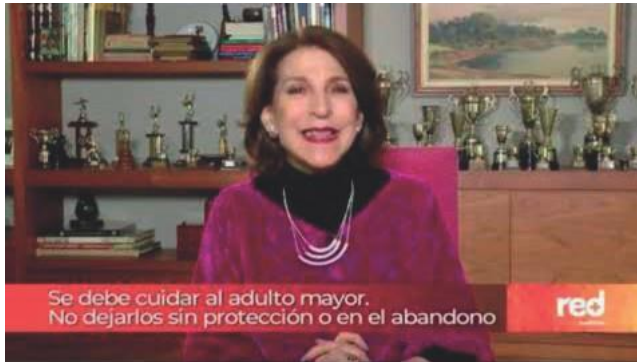 Se debe cuidar al adulto mayor.
No dejarlos sin protección o en el abandono
red